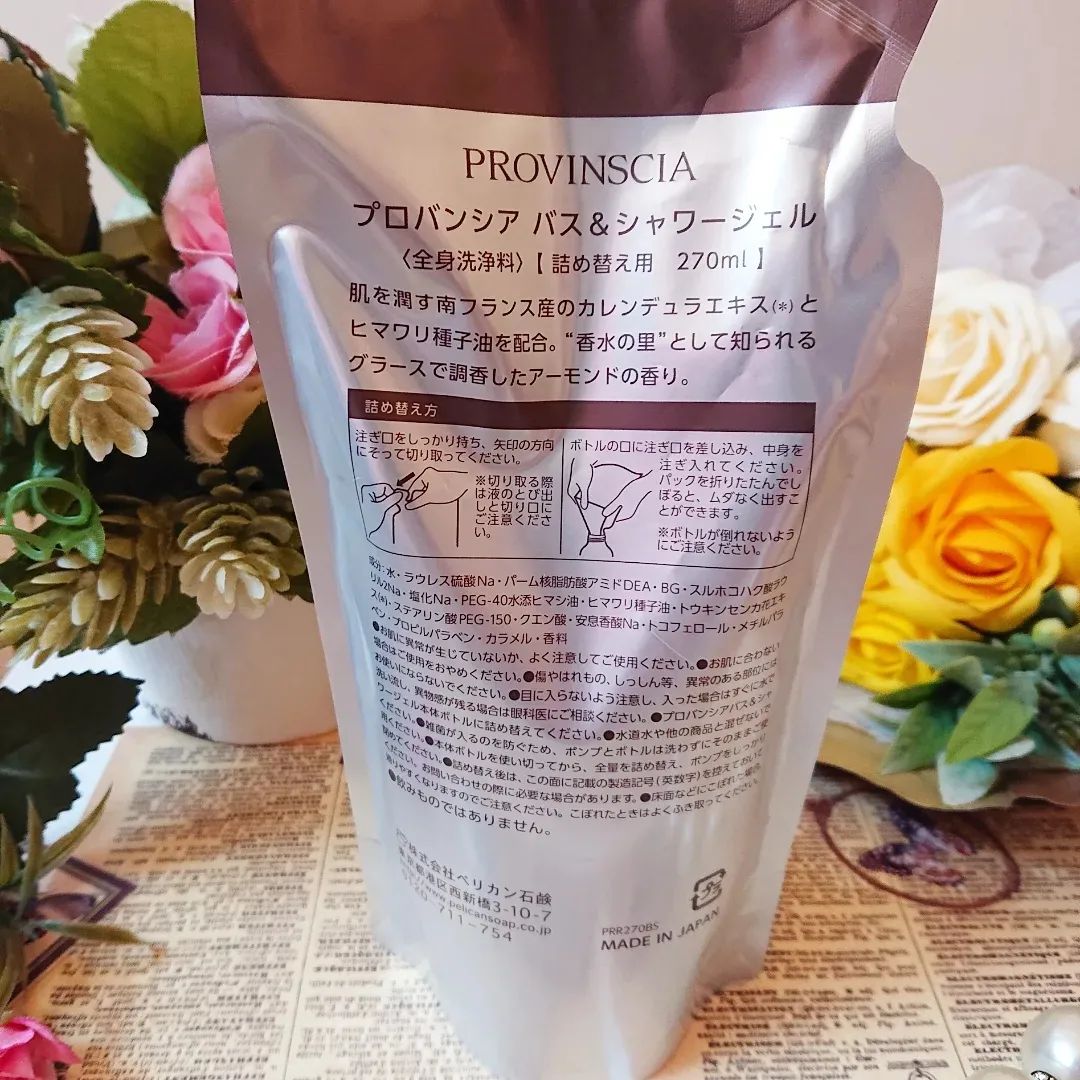 PROVINSCIA
プロバンシア バス＆シャワージェル
〈全身洗浄料〉【 詰め替え用 270ml 】
肌を潤す南フランス産のカレンデュラエキス(*)と
ヒマワリ種子油を配合。“香水の里”として知られる
グラースで調香したアーモンドの香り。
詰め替え方
注ぎ口をしっかり持ち、矢印の方向
にそって切り取ってください。
※切り取る際
は液のとび出
しと切り口に
ご注意くださ
い。
ボトルの口に注ぎ口を差し込み、中身を
注ぎ入れてください。
パックを折りたたんでし
ぼると、ムダなく出すこ
とができます。
※ボトルが倒れないよう
にご注意ください。
成分:水・ラウレス硫酸Na・パーム核脂肪酸アミドDEA・BG・スルホコハク酸ラウ
リル2Na・塩化Na・PEG-40水添ヒマシ油・ヒマワリ種子油・トウキンセンカ花エキ
ス(*)・ステアリン酸PEG-150・クエン酸・安息香酸Na・トコフェロール・メチルパラ
ベン・プロピルパラベン・カラメル・香料
●お肌に異常が生じていないか、よく注意してご使用ください。●お肌に合わない
場合はご使用をおやめください。●傷やはれもの、しっしん等、異常のある部位には
お使いにならないでください。●目に入らないよう注意し、入った場合はすぐに水で
洗い流し、異物感が残る場合は眼科医にご相談ください。●プロバンシアバス＆シャ
ワージェル本体ボトルに詰め替えてください。●水道水や他の商品と混ぜないで
ください。●雑菌が入るのを防ぐため、ポンプとボトルは洗わずにそのままご使
用ください。●本体ボトルを使い切ってから、全量を詰め替え、ポンプをしっかり
閉めてください。●詰め替え後は、この面に記載の製造記号(英数字)を控えておいて
ください。お問い合わせの際に必要な場合があります。●床面などにこぼれた場合、
滑りやすくなりますのでご注意ください。こぼれたときはよくふき取ってください。
●飲みものではありません。
株式会社ペリカン石鹸
東京都港区西新橋3-10-7
http://www.pelicansoap.co.jp
0120-711-754
プラ
PRR270BS
MADE IN JAPAN